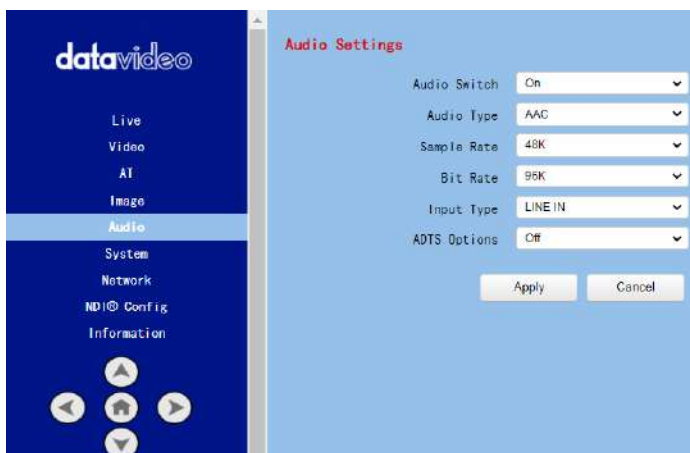 datavideo
Live
Video
AI
Image
Audio
System
Network
NDI® Config
Information
Audio Settings
Audio Switch On
Audio Type AAC
Sample Rate 48K
Bit Rate 96K
Input Type LINE IN
ADTS Options Off
Apply Cancel